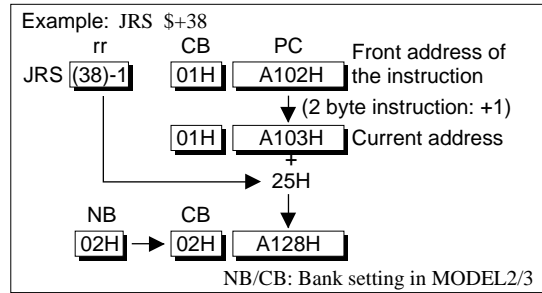 Example: JRS $+38
rr CB PC
JRS (38)-1 01H A102H Front address of
the instruction
(2 byte instruction: +1)
01H A103H Current address
+
25H
NB CB
02H 02H A128H
NB/CB: Bank setting in MODEL2/3